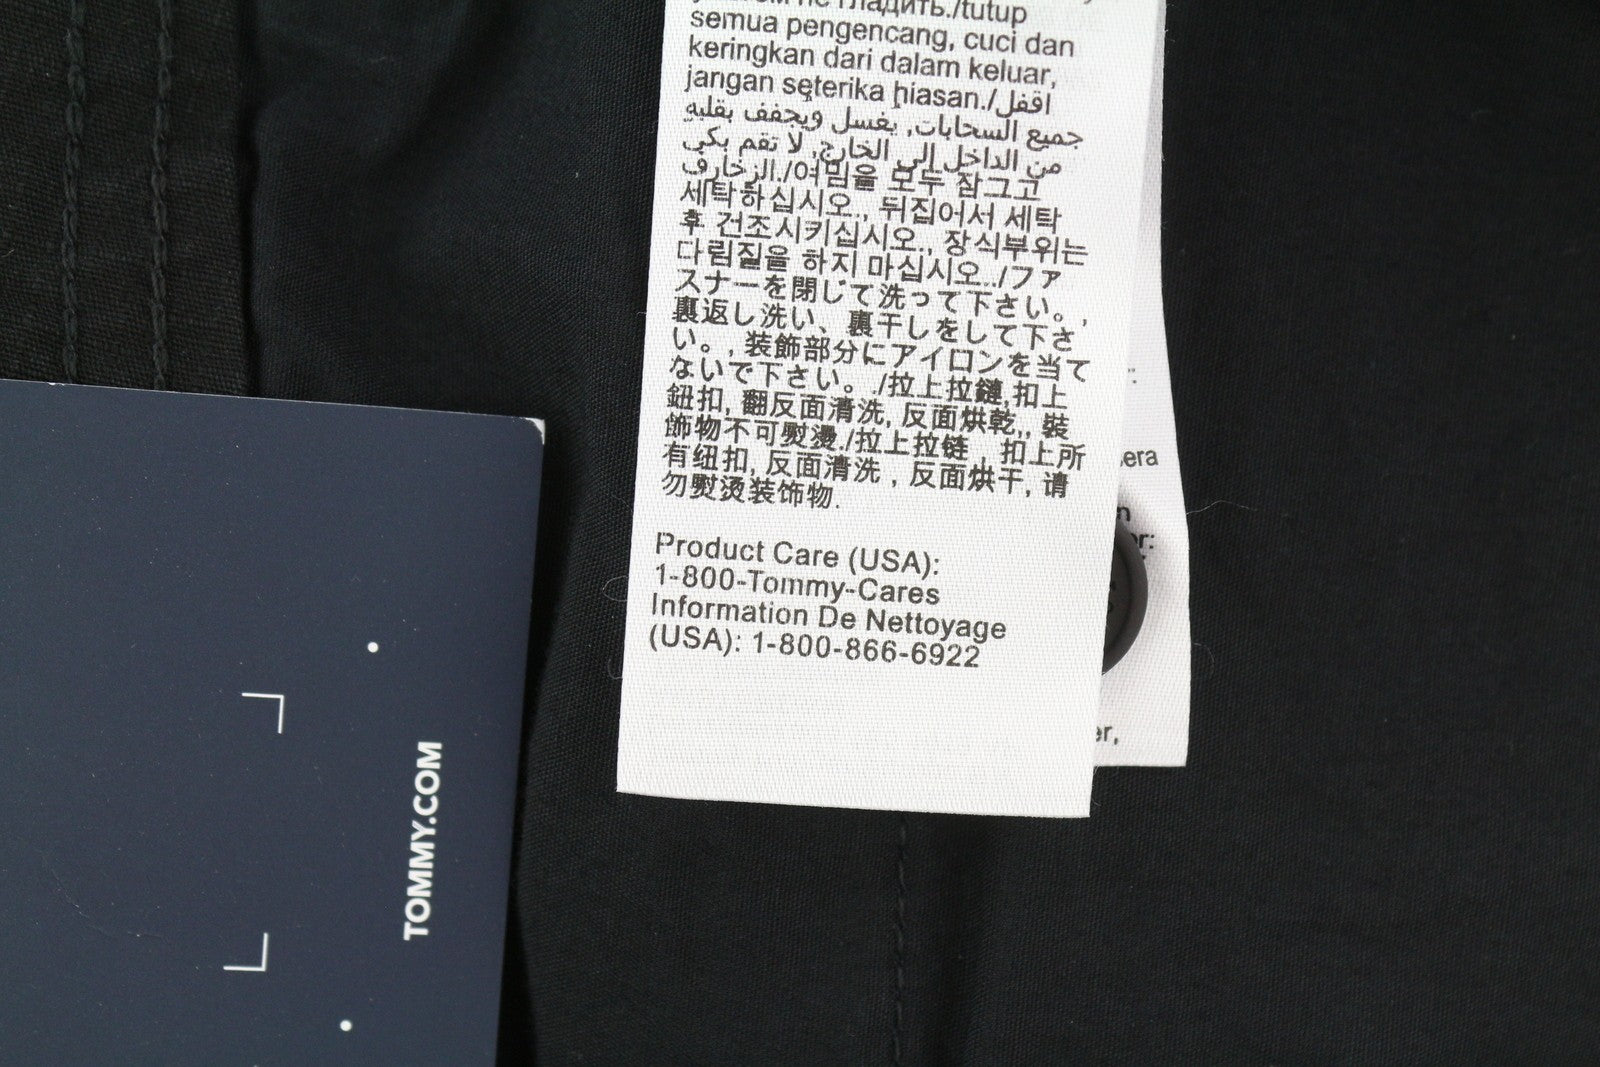 не гладить./tutup
semua pengencang, cuci dan
keringkan dari dalam keluar,
jangan seterika hiasan./اقفل
جميع السحابات, يغسل ويجفف بقلبه
من الداخل إلى الخارج, لا تقم بكي
الزخارف./여밈을 모두 잠그고
세탁하십시오., 뒤집어서 세탁
후 건조시키십시오., 장식부위는
다림질을 하지 마십시오../ファ
スナーを閉じて洗って下さい。,
裏返し洗い、裏干しをして下さ
い。, 装飾部分にアイロンを当て
ないで下さい。./拉上拉鏈,扣上
鈕扣, 翻反面清洗, 反面烘乾,, 裝
飾物不可熨燙./拉上拉链 , 扣上所
有纽扣, 反面清洗 , 反面烘干, 请
勿熨烫装饰物.
Product Care (USA):
1-800-Tommy-Cares
Information De Nettoyage
(USA): 1-800-866-6922
TOMMY.COM